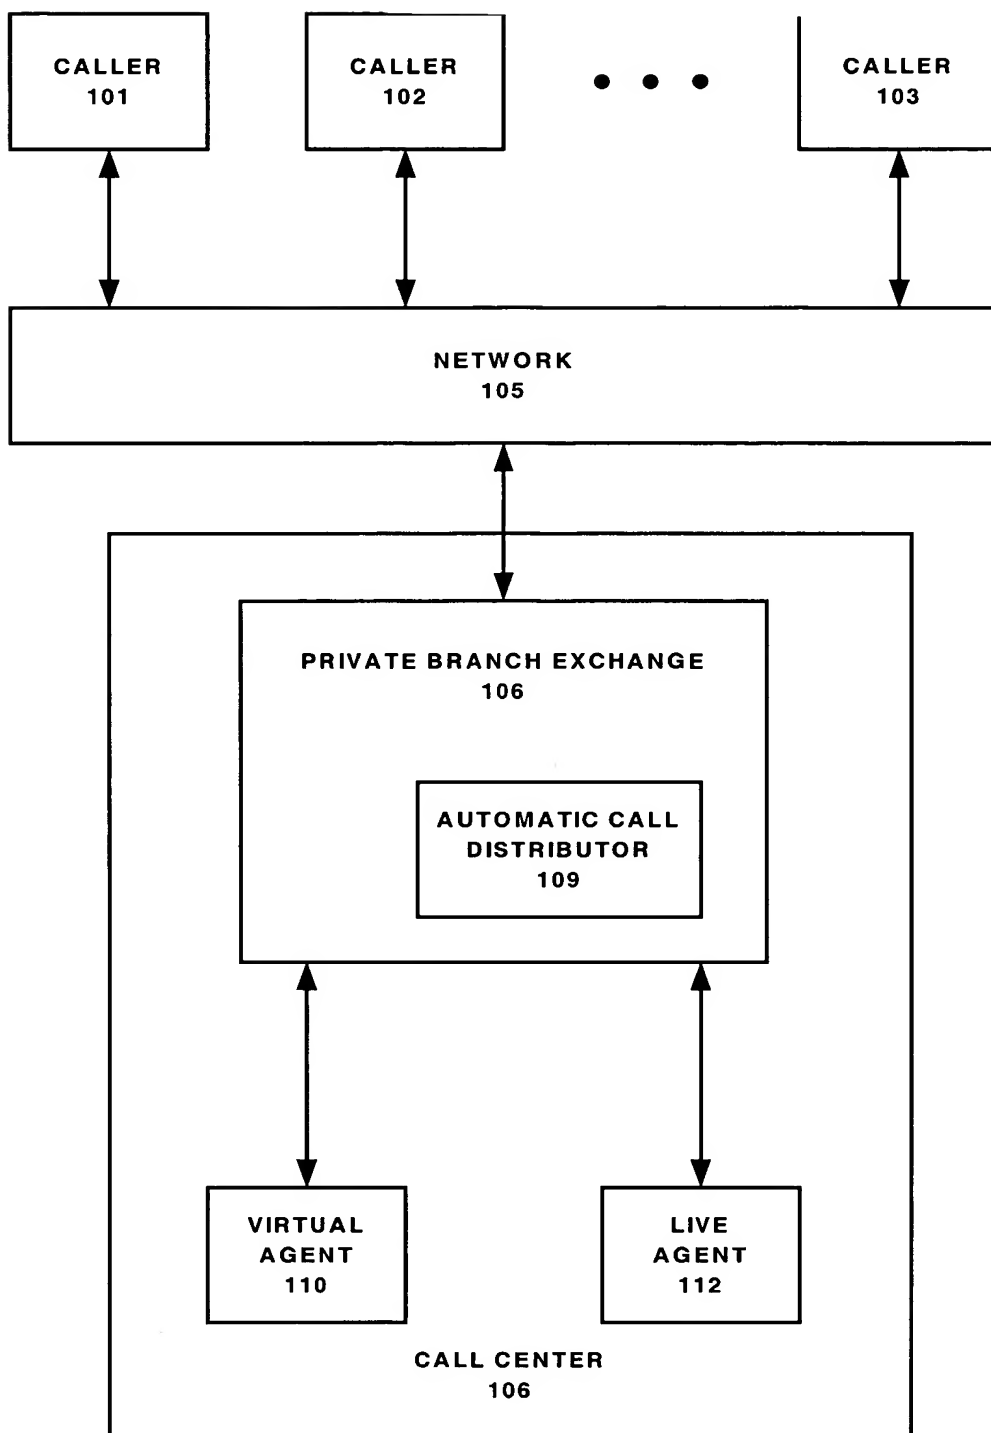 CALLER
101
CALLER
102
CALLER
103
NETWORK
105
PRIVATE BRANCH EXCHANGE
106
AUTOMATIC CALL
DISTRIBUTOR
109
VIRTUAL
AGENT
110
LIVE
AGENT
112
CALL CENTER
106